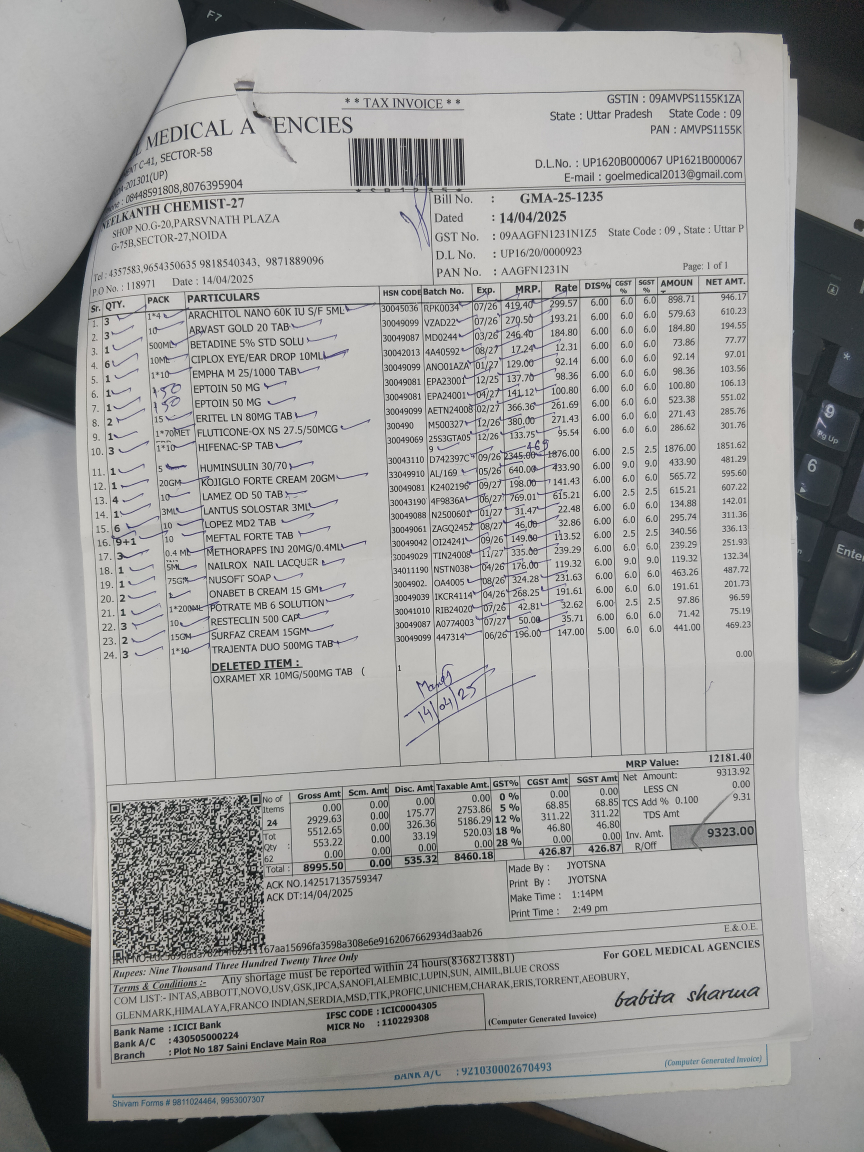 ** TAX INVOICE **
GSTIN : 09AMVPS1155K1ZA
State : Uttar Pradesh State Code : 09
PAN : AMVPS1155K
MEDICAL A ENCIES
C-41, SECTOR-58
201301(UP)
: 08448591808,8076395904
D.L.No. : UP1620B000067 UP1621B000067
E-mail : goelmedical2013@gmail.com
NEELKANTH CHEMIST-27
SHOP NO.G-20,PARSVNATH PLAZA
G-75B,SECTOR-27,NOIDA
Tel : 4357583,9654350635 9818540343, 9871889096
P.O No. : 118971 Date : 14/04/2025
Bill No. : GMA-25-1235
Dated : 14/04/2025
GST No. : 09AAGFN1231N1Z5 State Code : 09 , State : Uttar P
D.L No. : UP16/20/0000923
PAN No. : AAGFN1231N
Page: 1 of 1
Sr. QTY. PACK PARTICULARS HSN CODE Batch No. Exp. MRP. Rate DIS% CGST % SGST % AMOUN NET AMT.
1. 3 1*4 ARACHITOL NANO 60K IU S/F 5ML 30045036 RPK0034 07/26 419.40 299.57 6.00 6.0 6.0 898.71 946.17
2. 3 10 ARVAST GOLD 20 TAB 30049099 VZAD22 07/26 270.50 193.21 6.00 6.0 6.0 579.63 610.23
3. 1 500ML BETADINE 5% STD SOLU 30049087 MD0244 03/26 246.40 184.80 6.00 6.0 6.0 184.80 194.55
4. 6 10ML CIPLOX EYE/EAR DROP 10ML 30042013 4A40592 08/27 17.24 12.31 6.00 6.0 6.0 73.86 77.77
5. 1 1*10 EMPHA M 25/1000 TAB 30049099 ANO01AZA 01/27 129.00 92.14 6.00 6.0 6.0 92.14 97.01
6. 1 150 EPTOIN 50 MG 30049081 EPA23001 12/25 137.70 98.36 6.00 6.0 6.0 98.36 103.56
7. 1 150 EPTOIN 50 MG 30049081 EPA24001 04/27 141.12 100.80 6.00 6.0 6.0 100.80 106.13
8. 2 15 ERITEL LN 80MG TAB 30049099 AETN24008 02/27 366.36 261.69 6.00 6.0 6.0 523.38 551.02
9. 1 1*70MET FLUTICONE-OX NS 27.5/50MCG 300490 M500327 12/26 380.00 271.43 6.00 6.0 6.0 271.43 285.76
10. 3 1*10 HIFENAC-SP TAB 30049069 2553GTA05 9 12/26 133.75 95.54 6.00 6.0 6.0 286.62 301.76
11. 1 5 HUMINSULIN 30/70 30043110 D742397C 09/26 2345.00 469 1876.00 6.00 2.5 2.5 1876.00 1851.62
12. 1 20GM KOJIGLO FORTE CREAM 20GM 33049910 AL/169 05/26 640.00 433.90 6.00 9.0 9.0 433.90 481.29
13. 4 10 LAMEZ OD 50 TAB 30049081 K2402196 09/27 198.00 141.43 6.00 6.0 6.0 565.72 595.60
14. 1 3ML LANTUS SOLOSTAR 3ML 30043190 4F9836A 06/27 769.01 615.21 6.00 2.5 2.5 615.21 607.22
15. 6 10 LOPEZ MD2 TAB 30049088 N2500601 01/27 31.47 22.48 6.00 6.0 6.0 134.88 142.01
16. 9+1 10 MEFTAL FORTE TAB 30049061 ZAGQ2452 08/27 46.00 32.86 6.00 6.0 6.0 295.74 311.36
17. 3 0.4 ML METHORAPFS INJ 20MG/0.4ML 30049042 OI24241 09/26 149.00 113.52 6.00 2.5 2.5 340.56 336.13
18. 1 5ML NAILROX NAIL LACQUER 30049029 TIN24008 11/27 335.00 239.29 6.00 6.0 6.0 239.29 251.93
19. 1 75GM NUSOFT SOAP 34011190 NSTN038 04/26 176.00 119.32 6.00 9.0 9.0 119.32 132.34
20. 2 1 ONABET B CREAM 15 GM 3004902. OA4005 08/26 324.28 231.63 6.00 6.0 6.0 463.26 487.72
21. 1 1*200ML POTRATE MB 6 SOLUTION 30049039 IKCR4114 04/26 268.25 191.61 6.00 6.0 6.0 191.61 201.73
22. 3 10 RESTECLIN 500 CAP 30041010 RIB24020 07/26 42.81 32.62 6.00 2.5 2.5 97.86 96.59
23. 2 15GM SURFAZ CREAM 15GM 30049087 A0774003 07/27 50.00 35.71 6.00 6.0 6.0 71.42 75.19
24. 3 1*10 TRAJENTA DUO 500MG TAB 30049099 447314 06/26 196.00 147.00 5.00 6.0 6.0 441.00 469.23
DELETED ITEM :
OXRAMET XR 10MG/500MG TAB ( 1 0.00
14/04/25
MRP Value: 12181.40
No of Items 24
Tot Qty : 62
Gross Amt Scm. Amt Disc. Amt Taxable Amt. GST% CGST Amt SGST Amt
0.00 0.00 0.00 0.00 0 % 0.00 0.00
2929.63 0.00 175.77 2753.86 5 % 68.85 68.85
5512.65 0.00 326.36 5186.29 12 % 311.22 311.22
553.22 0.00 33.19 520.03 18 % 46.80 46.80
0.00 0.00 0.00 0.00 28 % 0.00 0.00
Total : 8995.50 0.00 535.32 8460.18 426.87 426.87
Net Amount: 9313.92
LESS CN 0.00
TCS Add % 0.100 9.31
TDS Amt
Inv. Amt. 9323.00
R/Off
ACK NO.142517135759347
ACK DT:14/04/2025
Made By : JYOTSNA
Print By : JYOTSNA
Make Time : 1:14PM
Print Time : 2:49 pm
E.& O.E.
Rupees: Nine Thousand Three Hundred Twenty Three Only
Terms & Conditions :- Any shortage must be reported within 24 hours(8368213881)
For GOEL MEDICAL AGENCIES
COM LIST:- INTAS,ABBOTT,NOVO,USV,GSK,IPCA,SANOFI,ALEMBIC,LUPIN,SUN, AIMIL,BLUE CROSS
GLENMARK,HIMALAYA,FRANCO INDIAN,SERDIA,MSD,TTK,PROFIC,UNICHEM,CHARAK,ERIS,TORRENT,AEOBURY,
babita sharma
Bank Name : ICICI Bank IFSC CODE : ICIC0004305
Bank A/C : 430505000224 MICR No : 110229308
Branch : Plot No 187 Saini Enclave Main Roa
(Computer Generated Invoice)
BANK A/C : 921030002670493
(Computer Generated Invoice)
Shivam Forms # 9811024464, 9953007307
F7
9
Pg Up
6
Enter
*